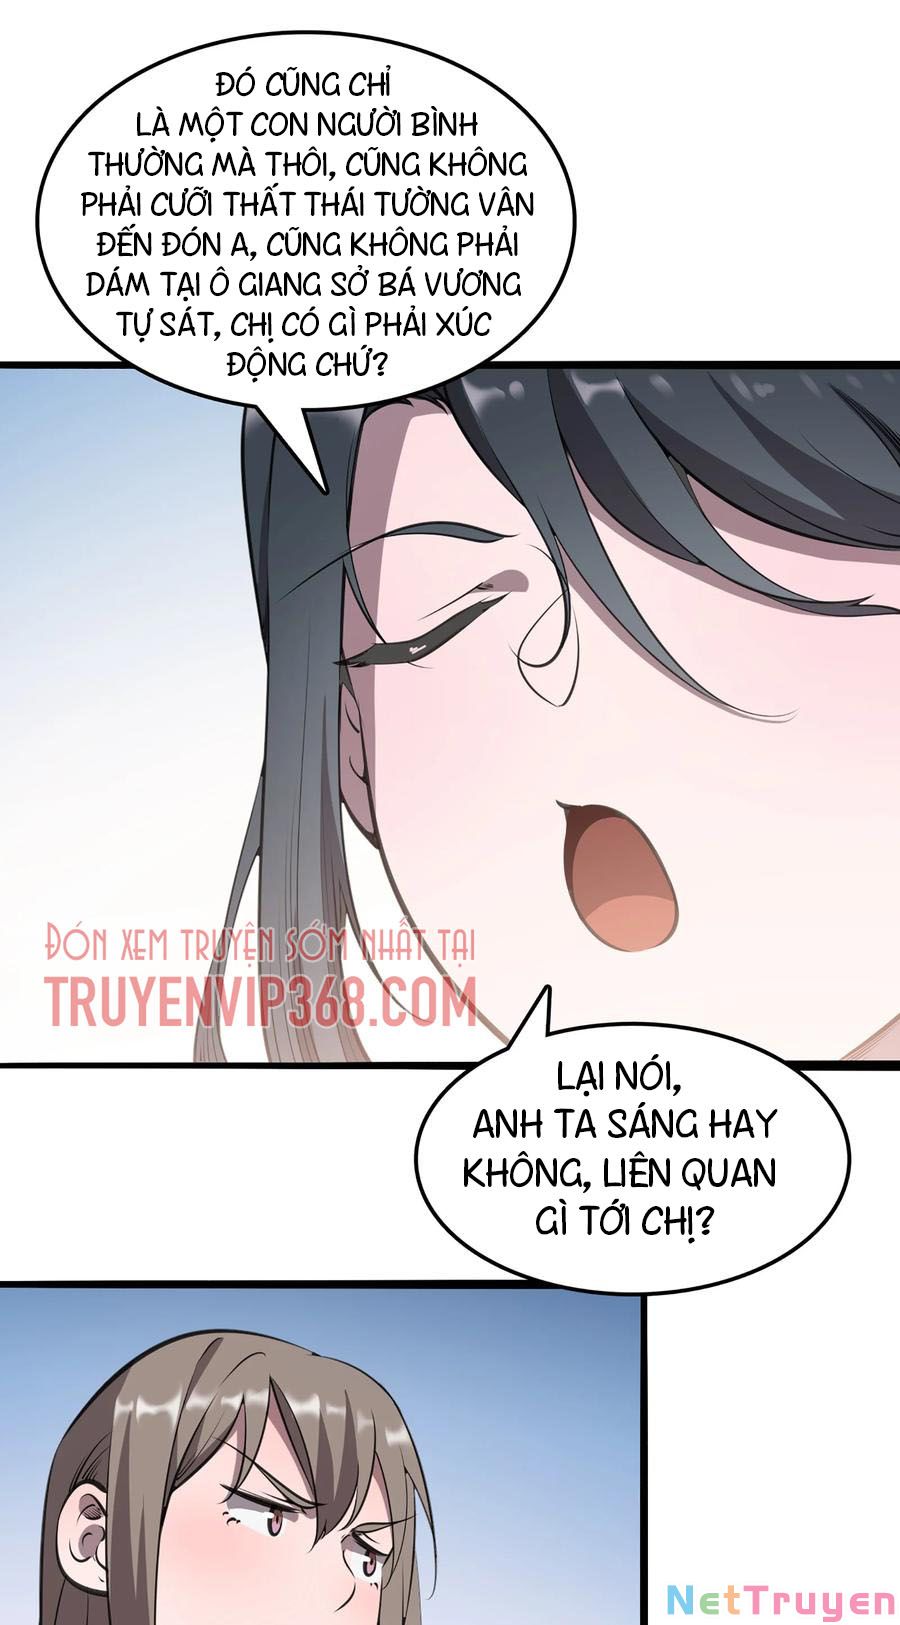 ĐÓ CŨNG CHỈ
LÀ MỘT CON NGƯỜI BÌNH
THƯỜNG MÀ THÔI, CŨNG KHÔNG
PHẢI CƯỠI THẤT THÁI TƯỜNG VÂN
ĐẾN ĐÓN A, CŨNG KHÔNG PHẢI
DÁM TẠI Ô GIANG SỞ BÁ VƯƠNG
TỰ SÁT, CHỊ CÓ GÌ PHẢI XÚC
ĐỘNG CHỨ?
ĐÓN XEM TRUYỆN SỚM NHẤT TẠI
TRUYENVIP368.COM
LẠI NÓI,
ANH TA SÁNG HAY
KHÔNG, LIÊN QUAN
GÌ TỚI CHỊ?
NetTruyen